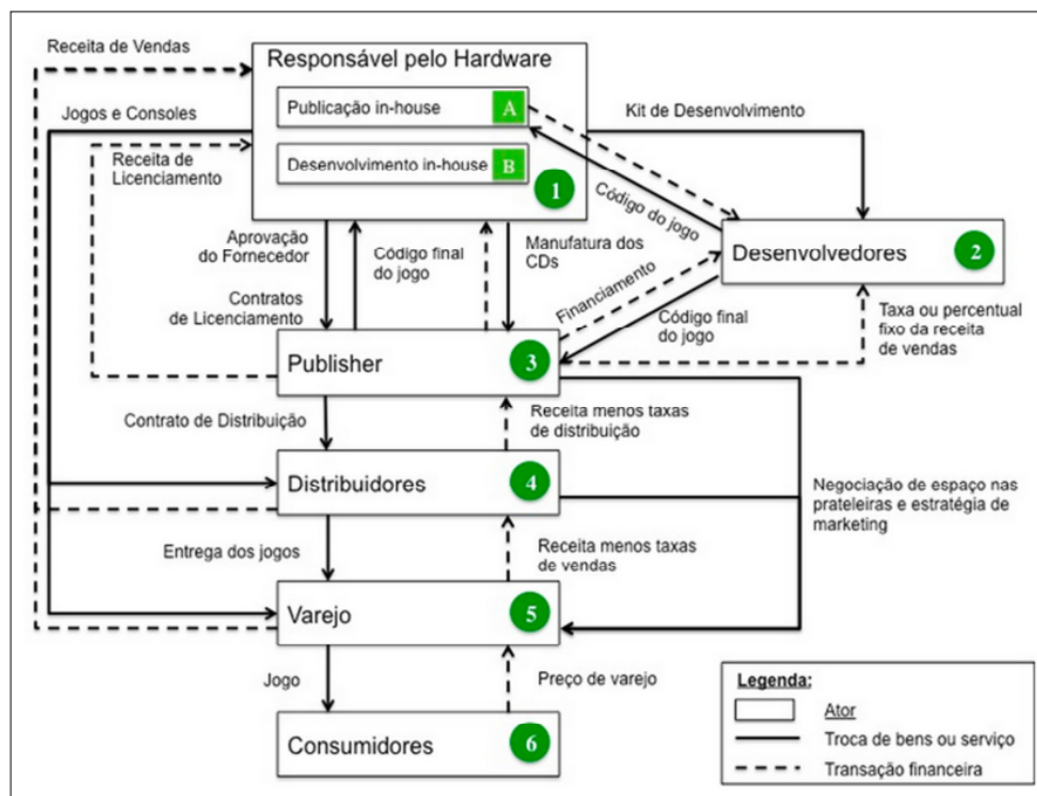 Receita de Vendas
Responsável pelo Hardware
Publicação in-house
A
Desenvolvimento in-house
B
1
Jogos e Consoles
Receita de
Licenciamento
Kit de Desenvolvimento
Código do jogo
Desenvolvedores
2
Aprovação
do Fornecedor
Contratos
de Licenciamento
Código final
do jogo
Manufatura dos
CDs
Financiamento
Código final
do jogo
Taxa ou percentual
fixo da receita
de vendas
Publisher
3
Contrato de Distribuição
Receita menos taxas
de distribuição
Distribuidores
4
Negociação de espaço nas
prateleiras e estratégia de
marketing
Entrega dos jogos
Receita menos taxas
de vendas
Varejo
5
Jogo
Preço de varejo
Consumidores
6
Legenda:
Ator
Troca de bens ou serviço
Transação financeira